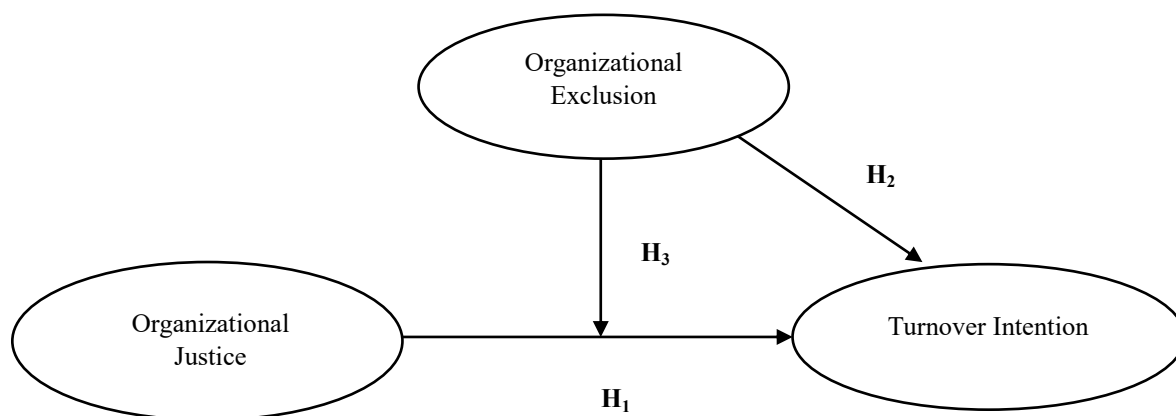 Organizational
Exclusion
H₂
H₃
Organizational
Justice
Turnover Intention
H₁